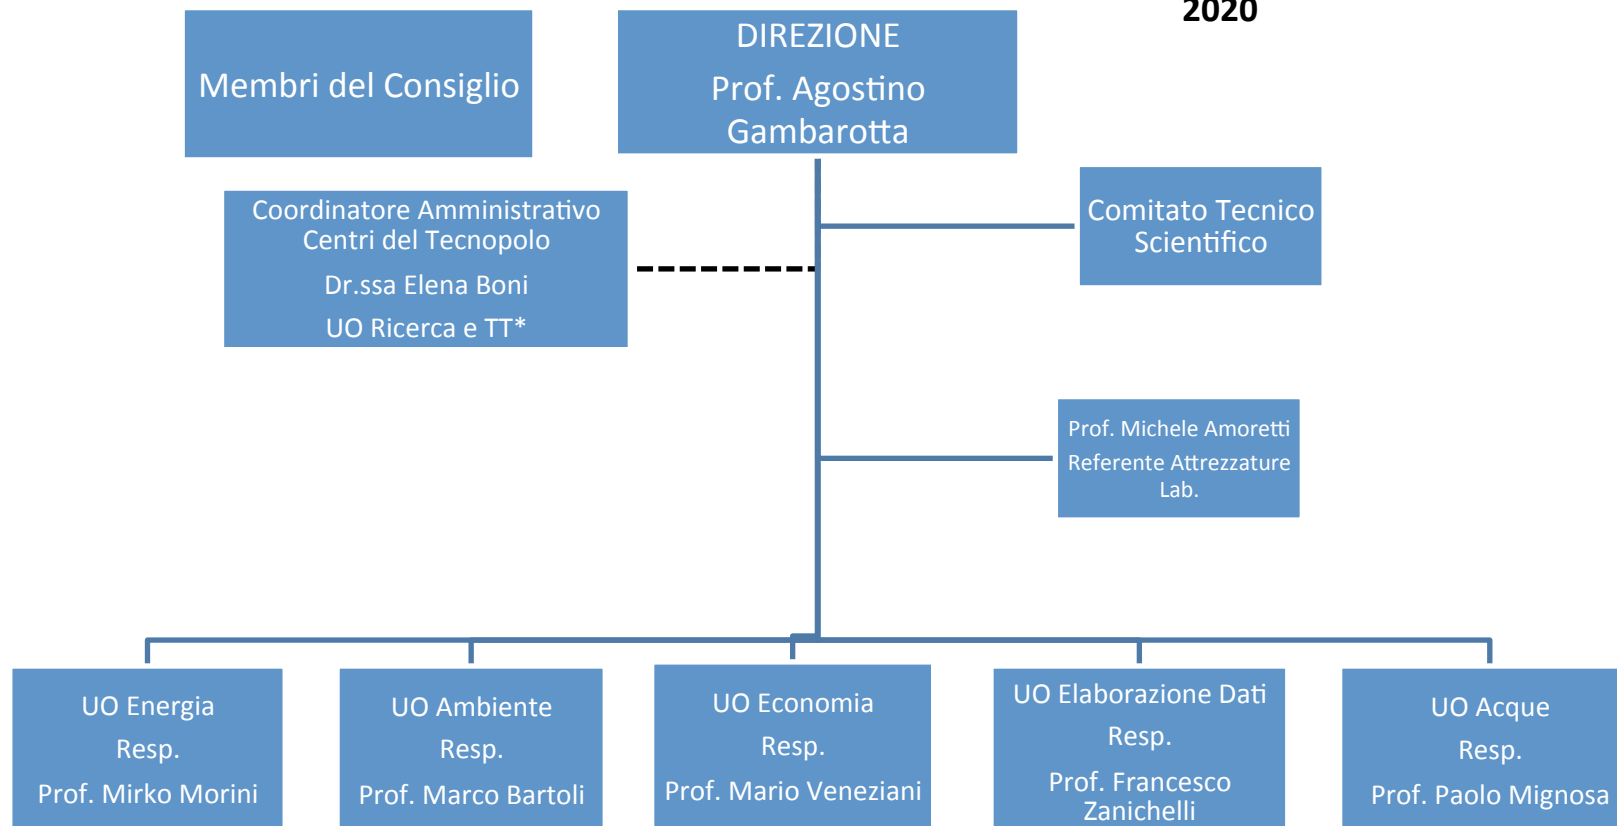 2020
Membri del Consiglio
DIREZIONE
Prof. Agostino
Gambarotta
Coordinatore Amministrativo
Centri del Tecnopolo
Dr.ssa Elena Boni
UO Ricerca e TT*
Comitato Tecnico
Scientifico
Prof. Michele Amoretti
Referente Attrezzature
Lab.
UO Energia
Resp.
Prof. Mirko Morini
UO Ambiente
Resp.
Prof. Marco Bartoli
UO Economia
Resp.
Prof. Mario Veneziani
UO Elaborazione Dati
Resp.
Prof. Francesco
Zanichelli
UO Acque
Resp.
Prof. Paolo Mignosa